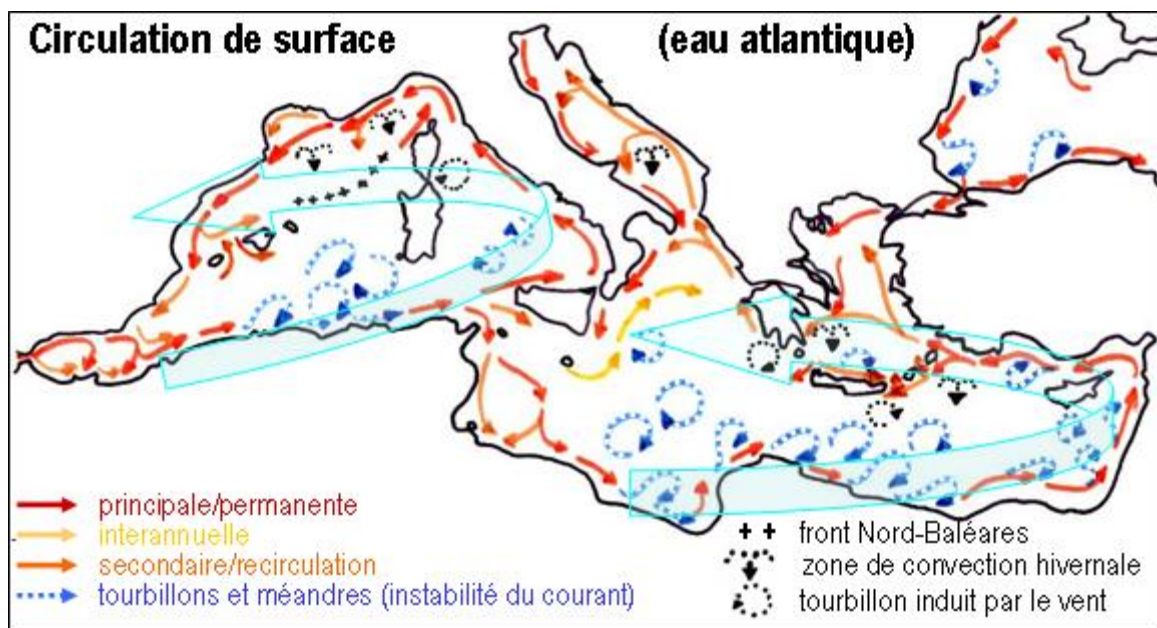 Circulation de surface (eau atlantique)
principale/permanente
interannuelle
secondaire/recirculation
tourbillons et méandres (instabilité du courant)
++ front Nord-Baléares
zone de convection hivernale
tourbillon induit par le vent